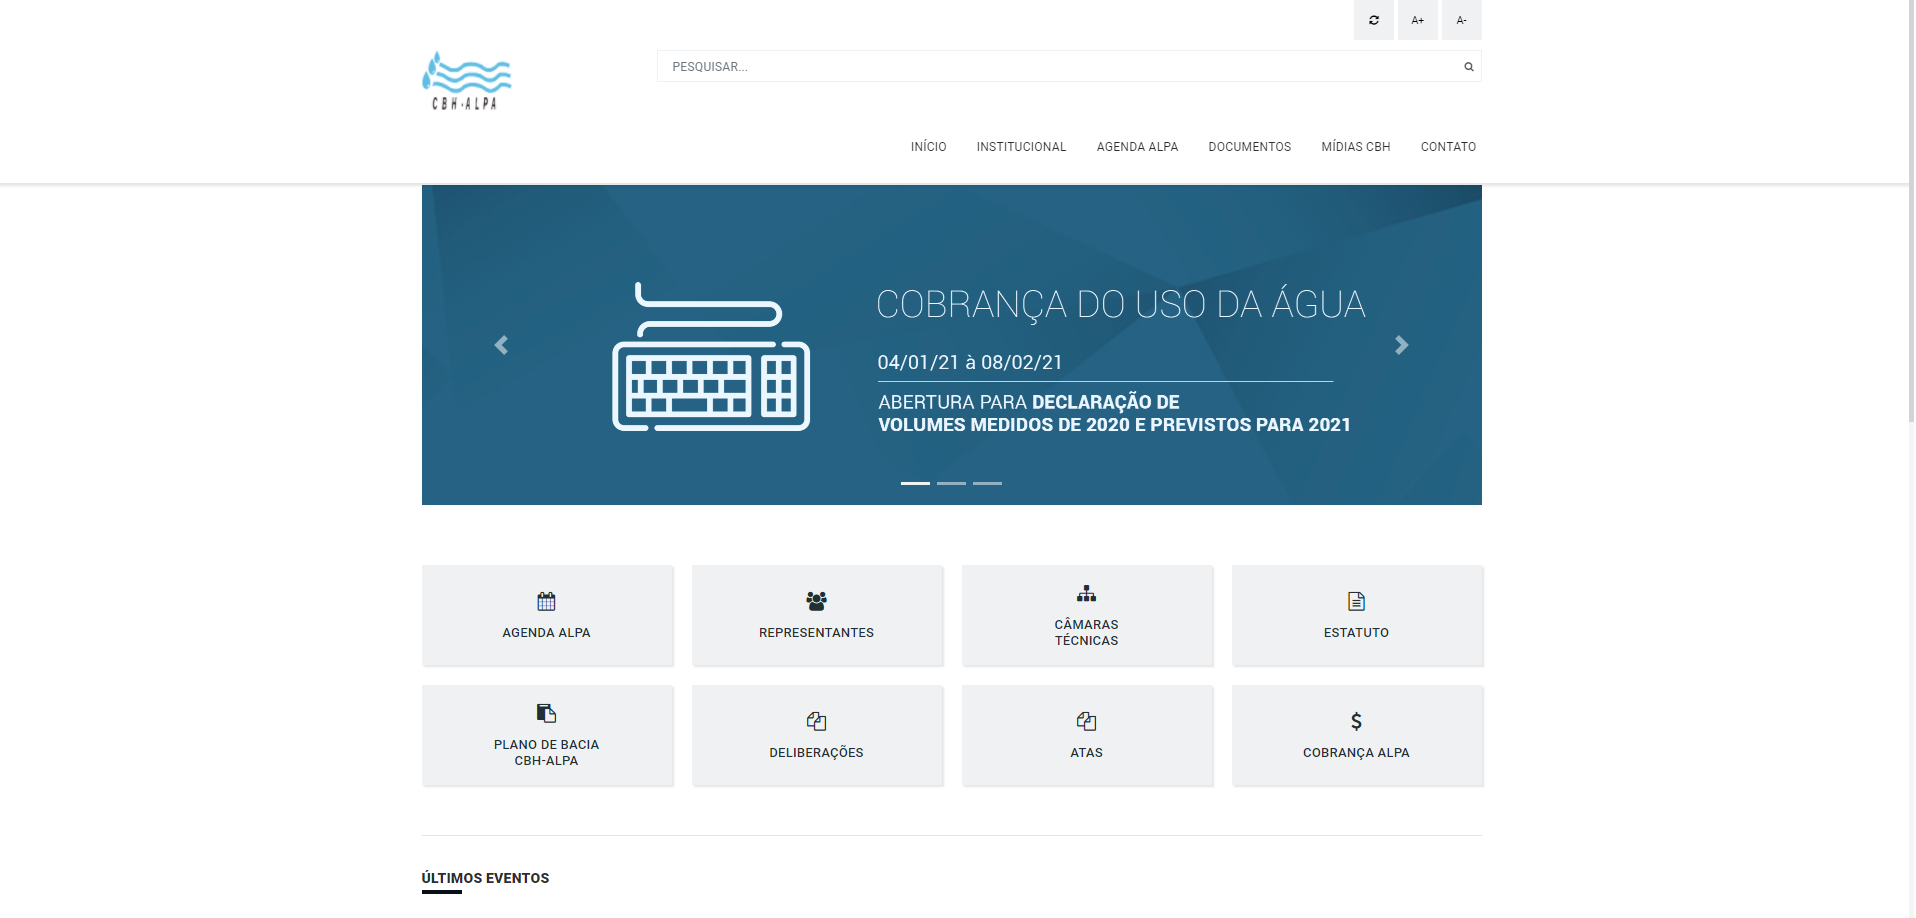 A+
A-
CBH-ALPA
PESQUISAR...
INÍCIO
INSTITUCIONAL
AGENDA ALPA
DOCUMENTOS
MÍDIAS CBH
CONTATO
COBRANÇA DO USO DA ÁGUA
04/01/21 à 08/02/21
ABERTURA PARA DECLARAÇÃO DE
VOLUMES MEDIDOS DE 2020 E PREVISTOS PARA 2021
AGENDA ALPA
REPRESENTANTES
CÂMARAS
TÉCNICAS
ESTATUTO
PLANO DE BACIA
CBH-ALPA
DELIBERAÇÕES
ATAS
COBRANÇA ALPA
ÚLTIMOS EVENTOS